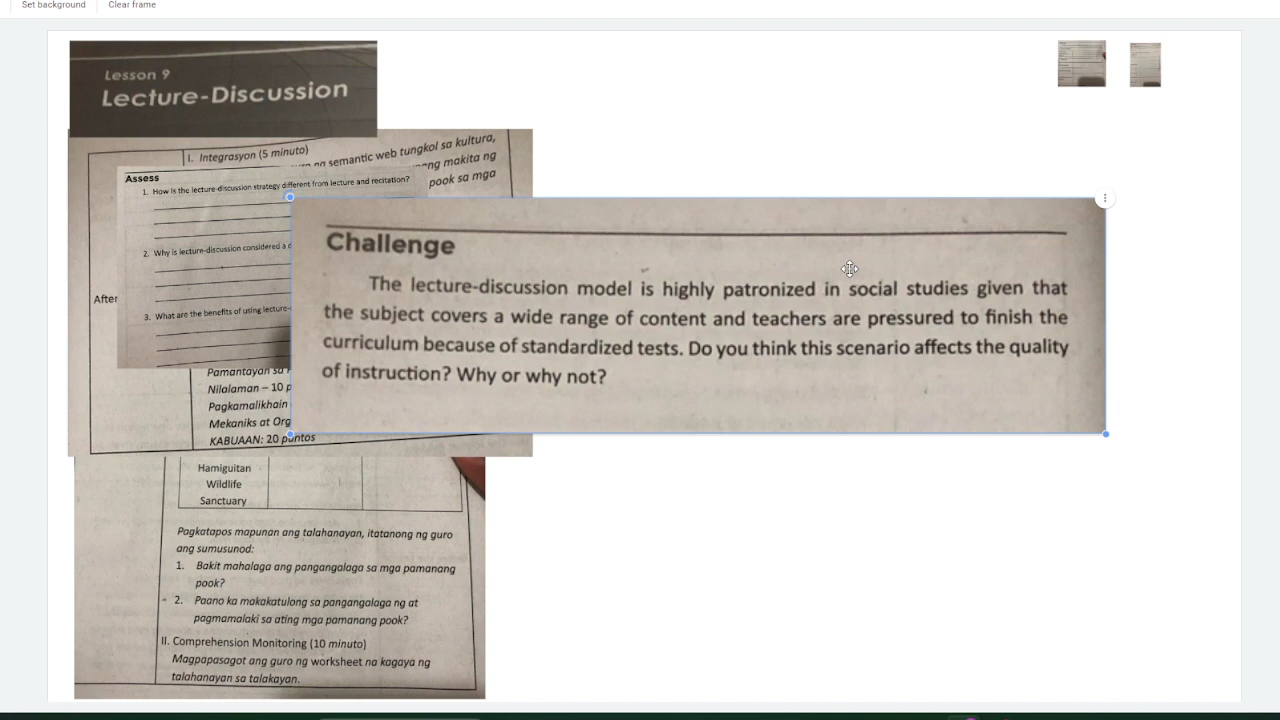 Set background
Clear frame
Lesson 9
Lecture-Discussion
I. Integrasyon (5 minuto)
na semantic web tungkol sa kultura,
makita ng
pook sa mga
Assess
1. How is the lecture-discussion strategy different from lecture and recitation?
2. Why is lecture-discussion considered a
3. What are the benefits of using lecture-
After
Pamantayan sa
Nilalaman – 10
Pagkamalikhain
Mekaniks at Org
KABUAAN: 20 puntos
Challenge
The lecture-discussion model is highly patronized in social studies given that
the subject covers a wide range of content and teachers are pressured to finish the
curriculum because of standardized tests. Do you think this scenario affects the quality
of instruction? Why or why not?
Hamiguitan
Wildlife
Sanctuary
Pagkatapos mapunan ang talahanayan, itatanong ng guro
ang sumusunod:
1. Bakit mahalaga ang pangangalaga sa mga pamanang
pook?
2. Paano ka makakatulong sa pangangalaga ng at
pagmamalaki sa ating mga pamanang pook?
II. Comprehension Monitoring (10 minuto)
Magpapasagot ang guro ng worksheet na kagaya ng
talahanayan sa talakayan.